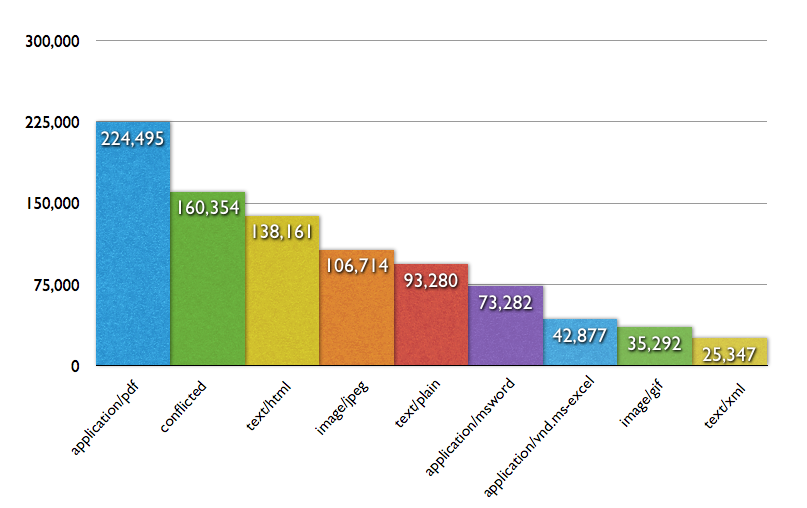 300,000
225,000
150,000
75,000
0
224,495
160,354
138,161
106,714
93,280
73,282
42,877
35,292
25,347
application/pdf
conflicted
text/html
image/jpeg
text/plain
application/msword
application/vnd.ms-excel
image/gif
text/xml